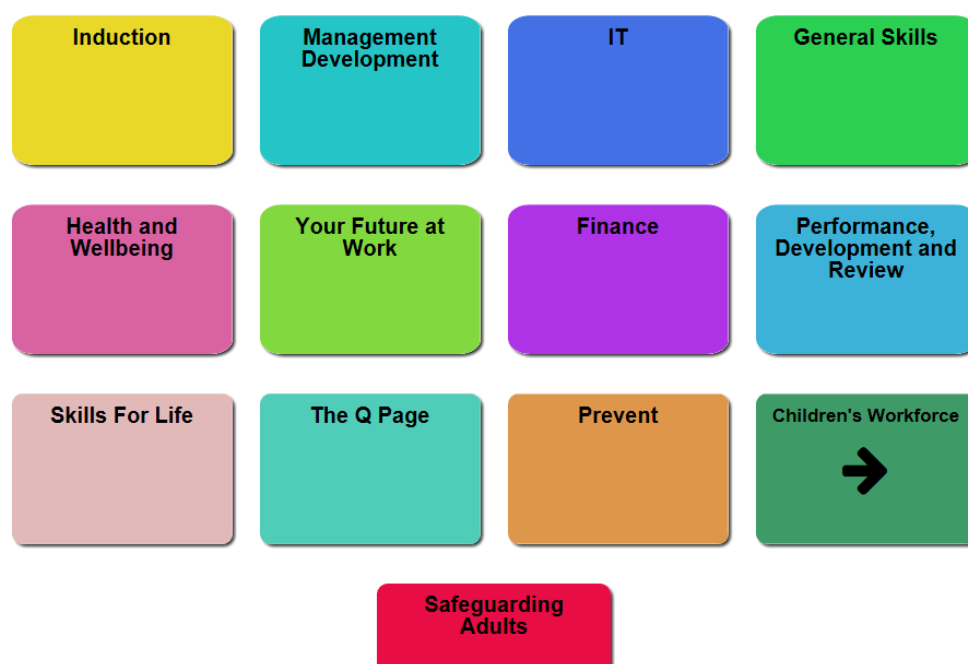 Induction
Management
Development
IT
General Skills
Health and
Wellbeing
Your Future at
Work
Finance
Performance,
Development and
Review
Skills For Life
The Q Page
Prevent
Children's Workforce
Safeguarding
Adults